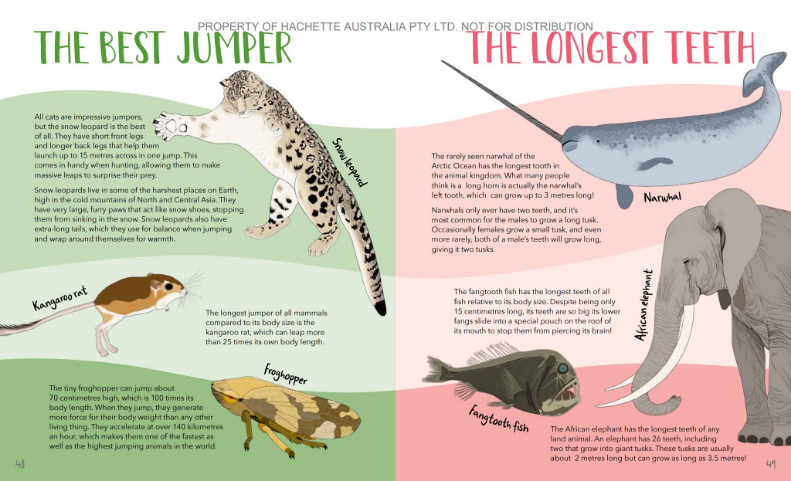 PROPERTY OF HACHETTE AUSTRALIA PTY LTD. NOT FOR DISTRIBUTION
THE BEST JUMPER
All cats are impressive jumpers,
but the snow leopard is the best
of all. They have short front legs
and longer back legs that help them
launch up to 15 metres across in one jump. This
comes in handy when hunting, allowing them to make
massive leaps to surprise their prey.
Snow leopards live in some of the harshest places on Earth,
high in the cold mountains of North and Central Asia. They
have very large, furry paws that act like snow shoes, stopping
them from sinking in the snow. Snow leopards also have
extra-long tails, which they use for balance when jumping
and wrap around themselves for warmth.
Snow leopard
Kangaroo rat
The longest jumper of all mammals
compared to its body size is the
kangaroo rat, which can leap more
than 25 times its own body length.
Froghopper
The tiny froghopper can jump about
70 centimetres high, which is 100 times its
body length. When they jump, they generate
more force for their body weight than any other
living thing. They accelerate at over 140 kilometres
an hour, which makes them one of the fastest as
well as the highest jumping animals in the world.
48
THE LONGEST TEETH
The rarely seen narwhal of the
Arctic Ocean has the longest tooth in
the animal kingdom. What many people
think is a long horn is actually the narwhal's
left tooth, which can grow up to 3 metres long!
Narwhals only ever have two teeth, and it's
most common for the males to grow a long tusk.
Occasionally females grow a small tusk, and even
more rarely, both of a male's teeth will grow long,
giving it two tusks.
Narwhal
The fangtooth fish has the longest teeth of all
fish relative to its body size. Despite being only
15 centimetres long, its teeth are so big its lower
fangs slide into a special pouch on the roof of
its mouth to stop them from piercing its brain!
African elephant
Fangtooth fish
The African elephant has the longest teeth of any
land animal. An elephant has 26 teeth, including
two that grow into giant tusks. These tusks are usually
about 2 metres long but can grow as long as 3.5 metres!
49